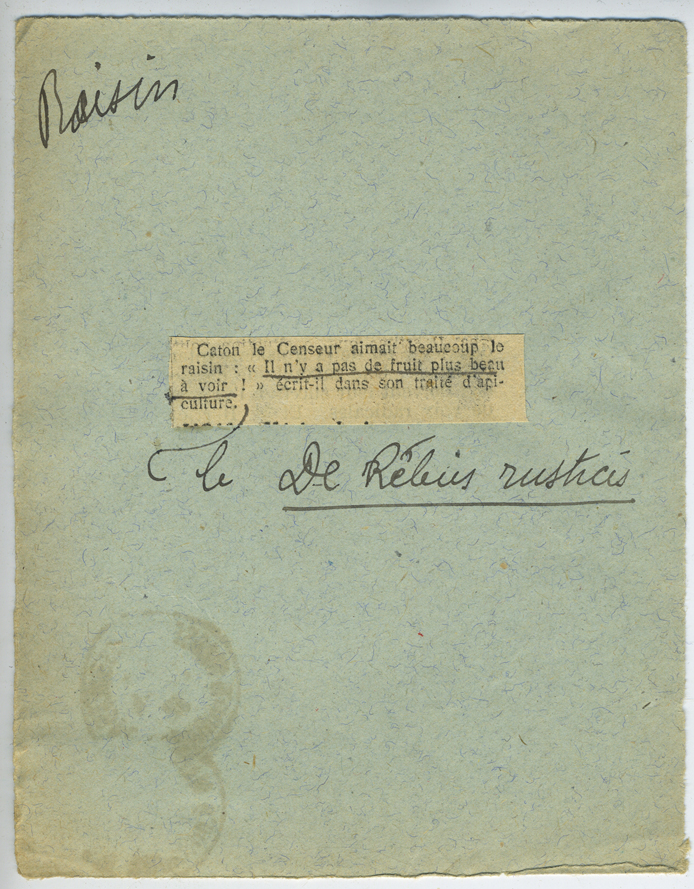 Raisin
Caton le Censeur aimait beaucoup le
raisin : « Il n'y a pas de fruit plus beau
à voir ! » écrit-il dans son traité d'api-
culture.
le De Rébus rusticis